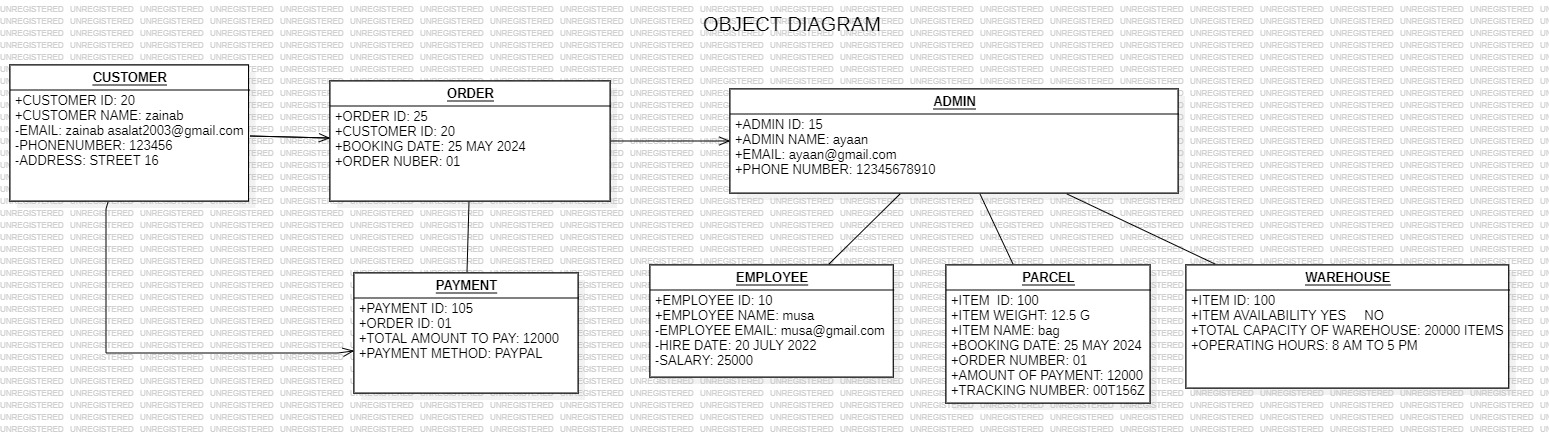 OBJECT DIAGRAM
CUSTOMER
+CUSTOMER ID: 20
+CUSTOMER NAME: zainab
-EMAIL: zainab asalat2003@gmail.com
-PHONENUMBER: 123456
-ADDRESS: STREET 16
ORDER
+ORDER ID: 25
+CUSTOMER ID: 20
+BOOKING DATE: 25 MAY 2024
+ORDER NUBER: 01
ADMIN
+ADMIN ID: 15
+ADMIN NAME: ayaan
+EMAIL: ayaan@gmail.com
+PHONE NUMBER: 12345678910
PAYMENT
+PAYMENT ID: 105
+ORDER ID: 01
+TOTAL AMOUNT TO PAY: 12000
+PAYMENT METHOD: PAYPAL
EMPLOYEE
+EMPLOYEE ID: 10
+EMPLOYEE NAME: musa
-EMPLOYEE EMAIL: musa@gmail.com
-HIRE DATE: 20 JULY 2022
-SALARY: 25000
PARCEL
+ITEM  ID: 100
+ITEM WEIGHT: 12.5 G
+ITEM NAME: bag
+BOOKING DATE: 25 MAY 2024
+ORDER NUMBER: 01
+AMOUNT OF PAYMENT: 12000
+TRACKING NUMBER: 00T156Z
WAREHOUSE
+ITEM ID: 100
+ITEM AVAILABILITY YES     NO
+TOTAL CAPACITY OF WAREHOUSE: 20000 ITEMS
+OPERATING HOURS: 8 AM TO 5 PM
UNREGISTERED